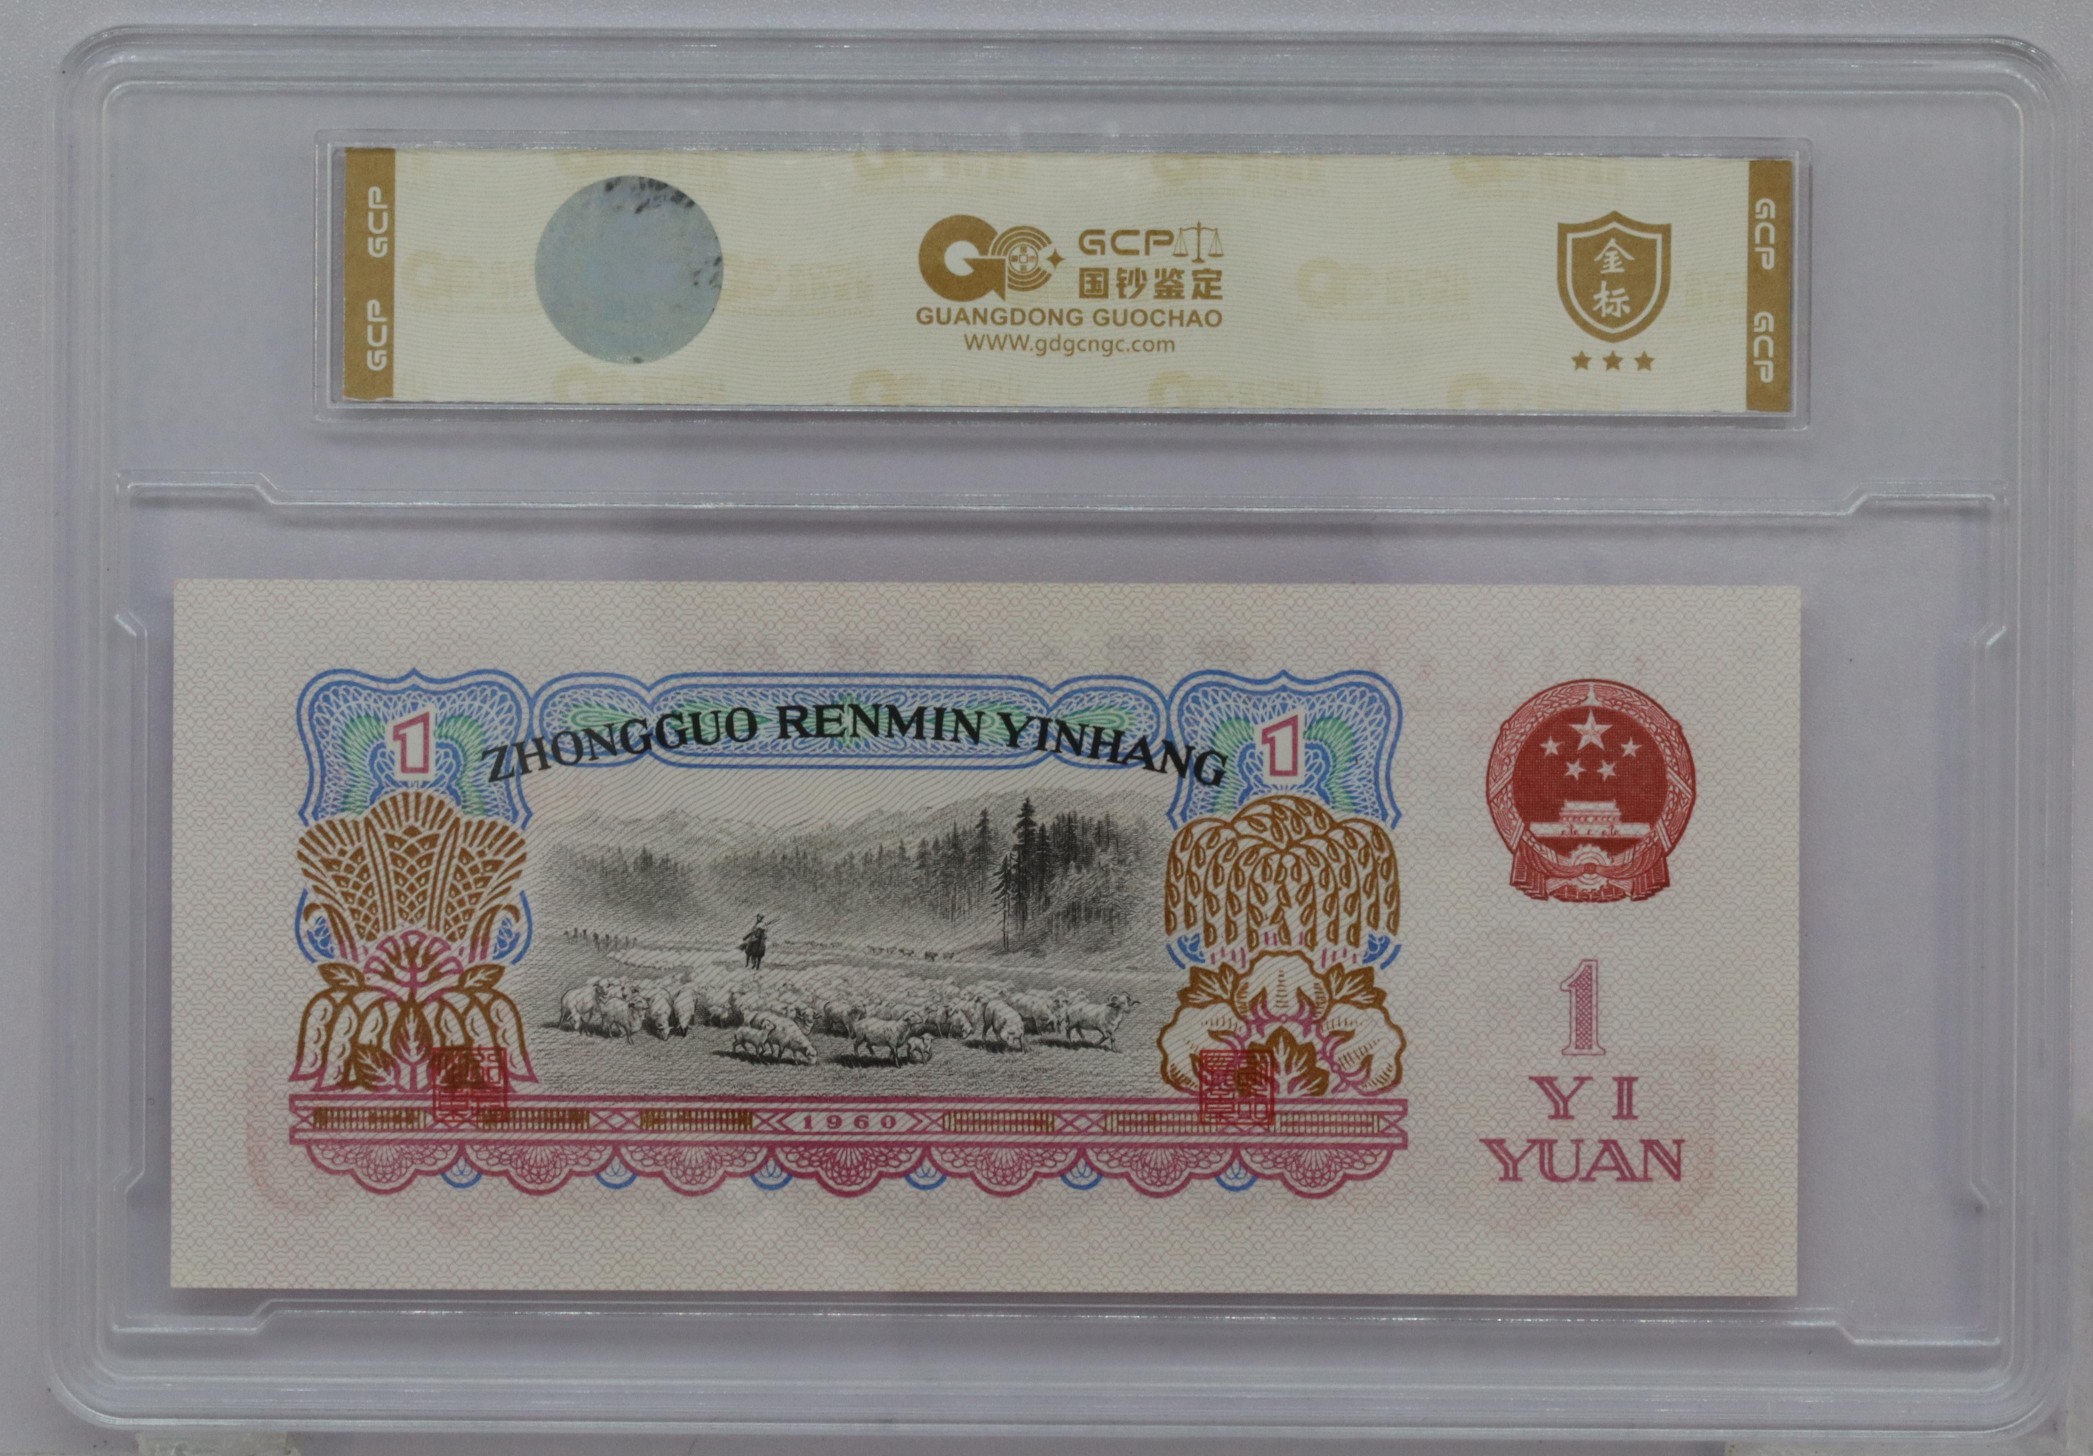 GCP GCP
GCP
国钞鉴定
GUANGDONG GUOCHAO
WWW.gdgcngc.com
金
标
GCP GCP
1
ZHONGGUO RENMIN YINHANG
1
1960
1
YI
YUAN